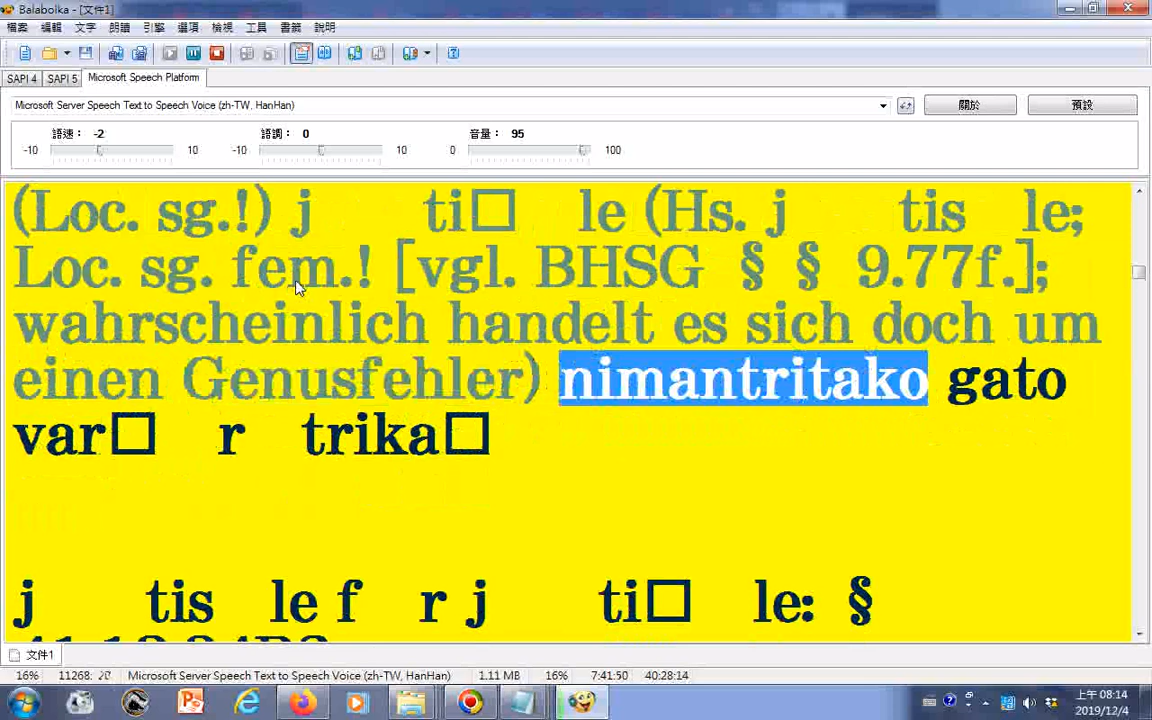 Balabolka - [文件1]
檔案 編輯 文字 朗讀 引擎 選項 檢視 工具 書籤 說明
SAPI 4 SAPI 5 Microsoft Speech Platform
Microsoft Server Speech Text to Speech Voice (zh-TW, HanHan) 關於 預設
語速： -2 語調： 0 音量： 95
-10 10 -10 10 0 100
(Loc. sg.!) j ti□ le (Hs. j tis le;
Loc. sg. fem.! [vgl. BHSG § § 9.77f.];
wahrscheinlich handelt es sich doch um
einen Genusfehler) nimantritako gato
var□ r trika□
j tis le f r j ti□ le: §
文件1
16% 11268: Microsoft Server Speech Text to Speech Voice (zh-TW, HanHan) 1.11 MB 16% 7:41:50 40:28:14
上午 08:14
2019/12/4